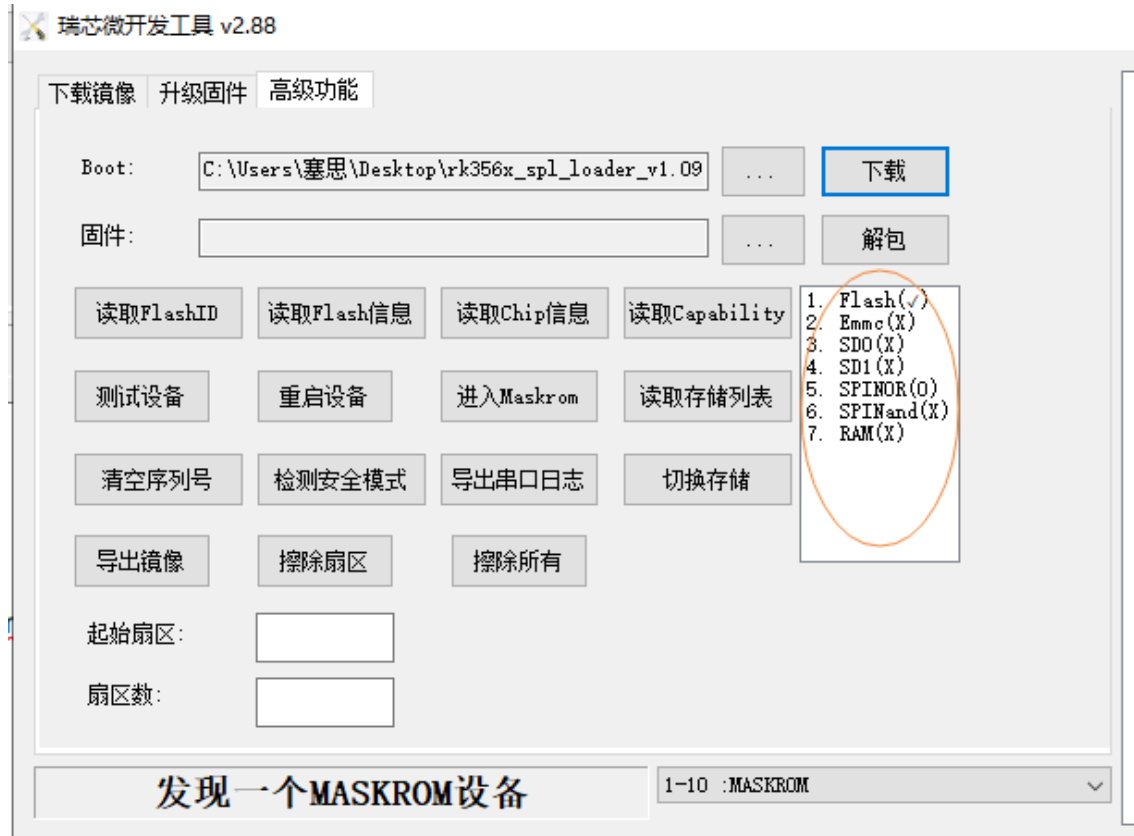 瑞芯微开发工具 v2.88
下载镜像 升级固件 高级功能
Boot: C:\Users\塞思\Desktop\rk356x_spl_loader_v1.09 ... 下载
固件: ... 解包
读取FlashID 读取Flash信息 读取Chip信息 读取Capability
1. Flash(✓)
2. Emmc(X)
3. SD0(X)
4. SD1(X)
5. SPINOR(0)
6. SPINand(X)
7. RAM(X)
测试设备 重启设备 进入Maskrom 读取存储列表
清空序列号 检测安全模式 导出串口日志 切换存储
导出镜像 擦除扇区 擦除所有
起始扇区:
扇区数:
发现一个MASKROM设备 1-10 :MASKROM